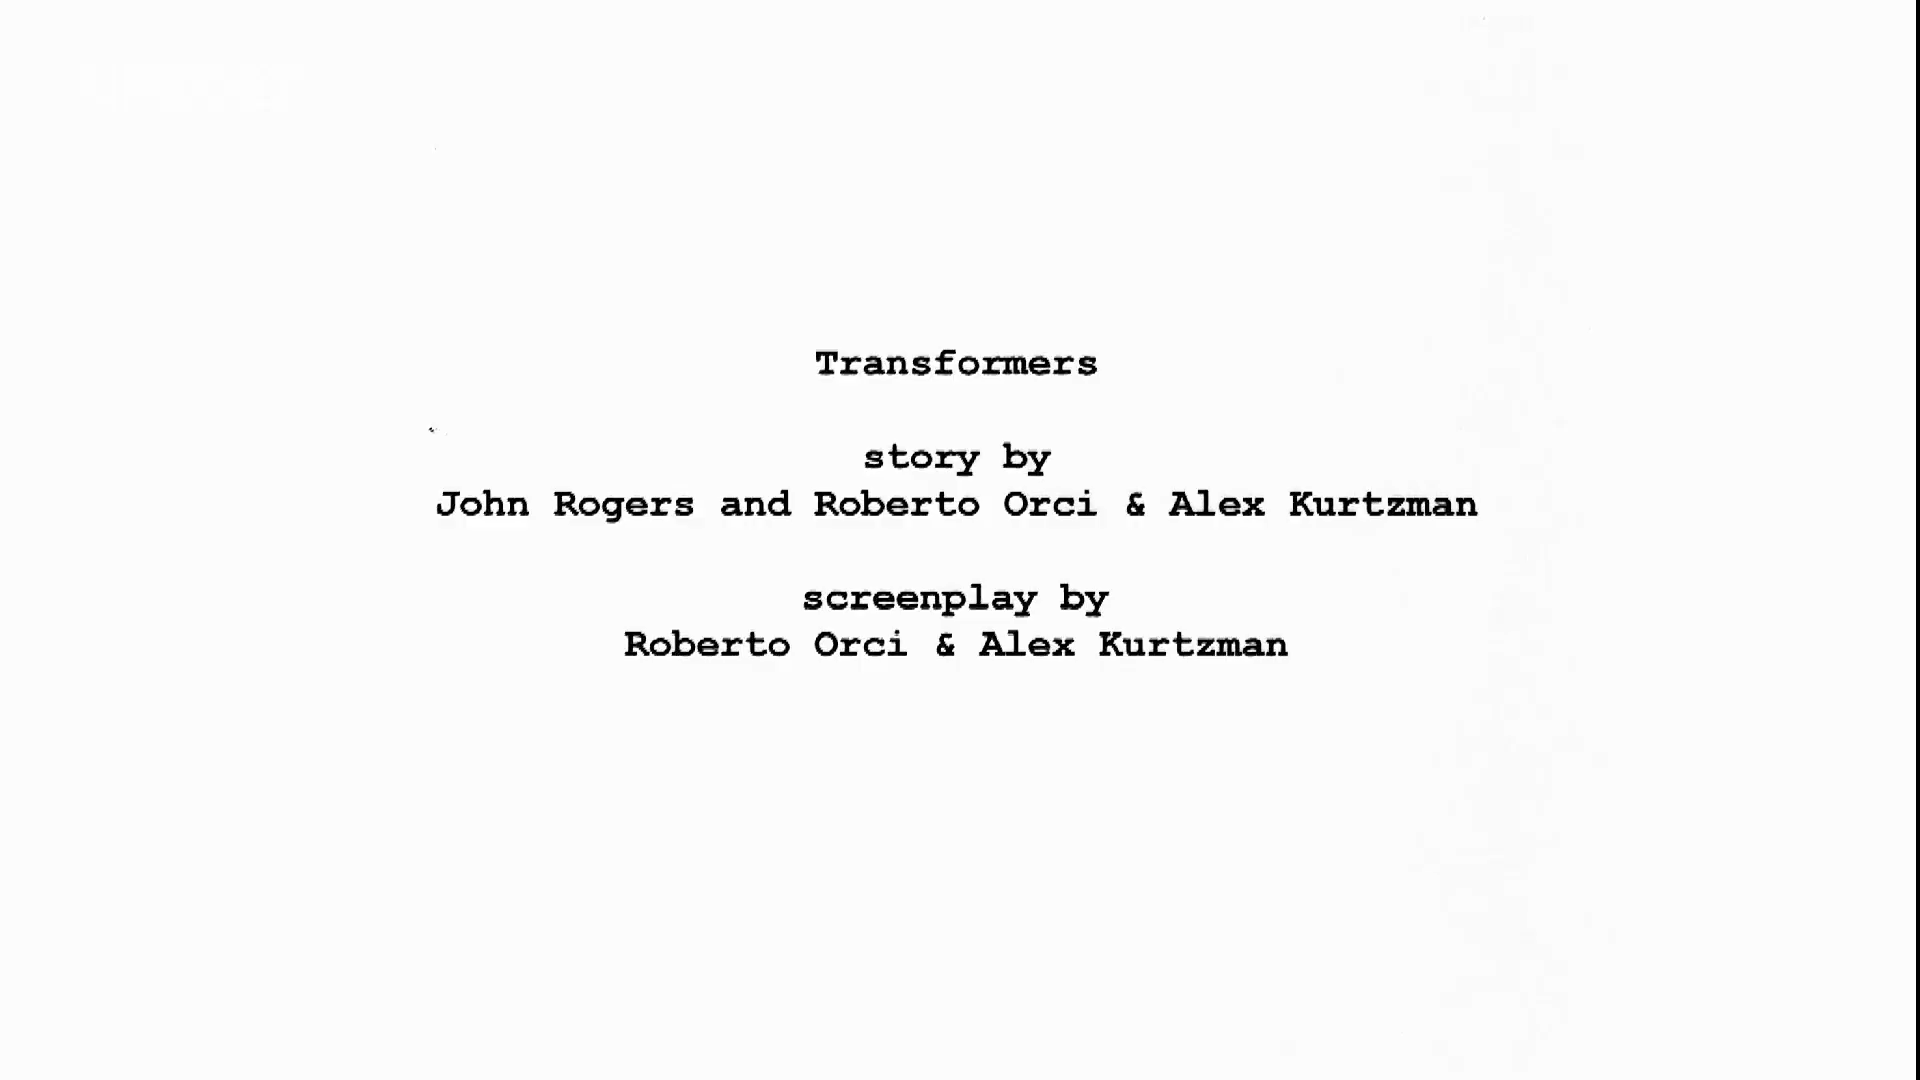 Transformers
story by
John Rogers and Roberto Orci & Alex Kurtzman
screenplay by
Roberto Orci & Alex Kurtzman